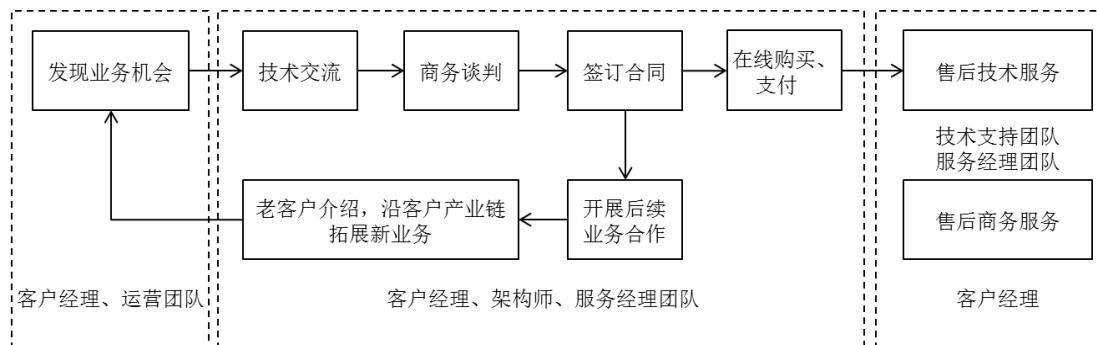 发现业务机会
技术交流
商务谈判
签订合同
在线购买、
支付
售后技术服务
技术支持团队
服务经理团队
老客户介绍，沿客户产业链
拓展新业务
开展后续
业务合作
售后商务服务
客户经理、运营团队
客户经理、架构师、服务经理团队
客户经理